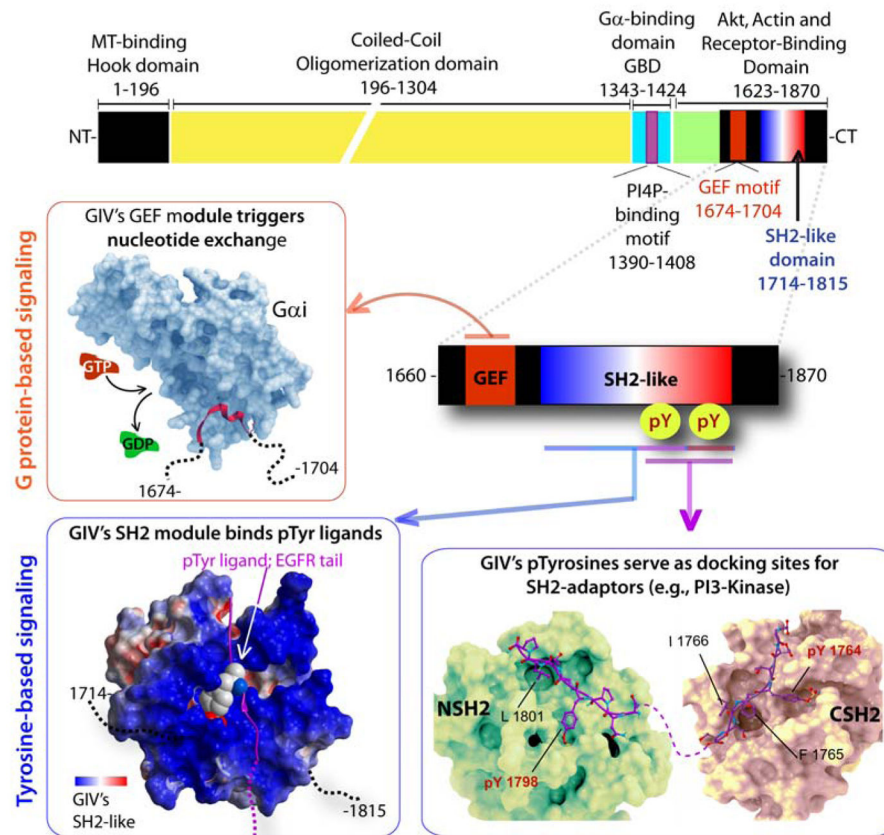 MT-binding
Hook domain
1-196
Coiled-Coil
Oligomerization domain
196-1304
Gα-binding
domain
GBD
1343-1424
Akt, Actin and
Receptor-Binding
Domain
1623-1870
NT-
-CT
PI4P-
binding
motif
1390-1408
GEF motif
1674-1704
SH2-like
domain
1714-1815
G protein-based signaling
GIV's GEF module triggers
nucleotide exchange
Gαi
GTP
GDP
1674-
-1704
1660 -
GEF
SH2-like
-1870
pY
pY
Tyrosine-based signaling
GIV's SH2 module binds pTyr ligands
pTyr ligand; EGFR tail
1714-
-1815
GIV's
SH2-like
GIV's pTyrosines serve as docking sites for
SH2-adaptors (e.g., PI3-Kinase)
NSH2
L 1801
pY 1798
I 1766
pY 1764
CSH2
F 1765